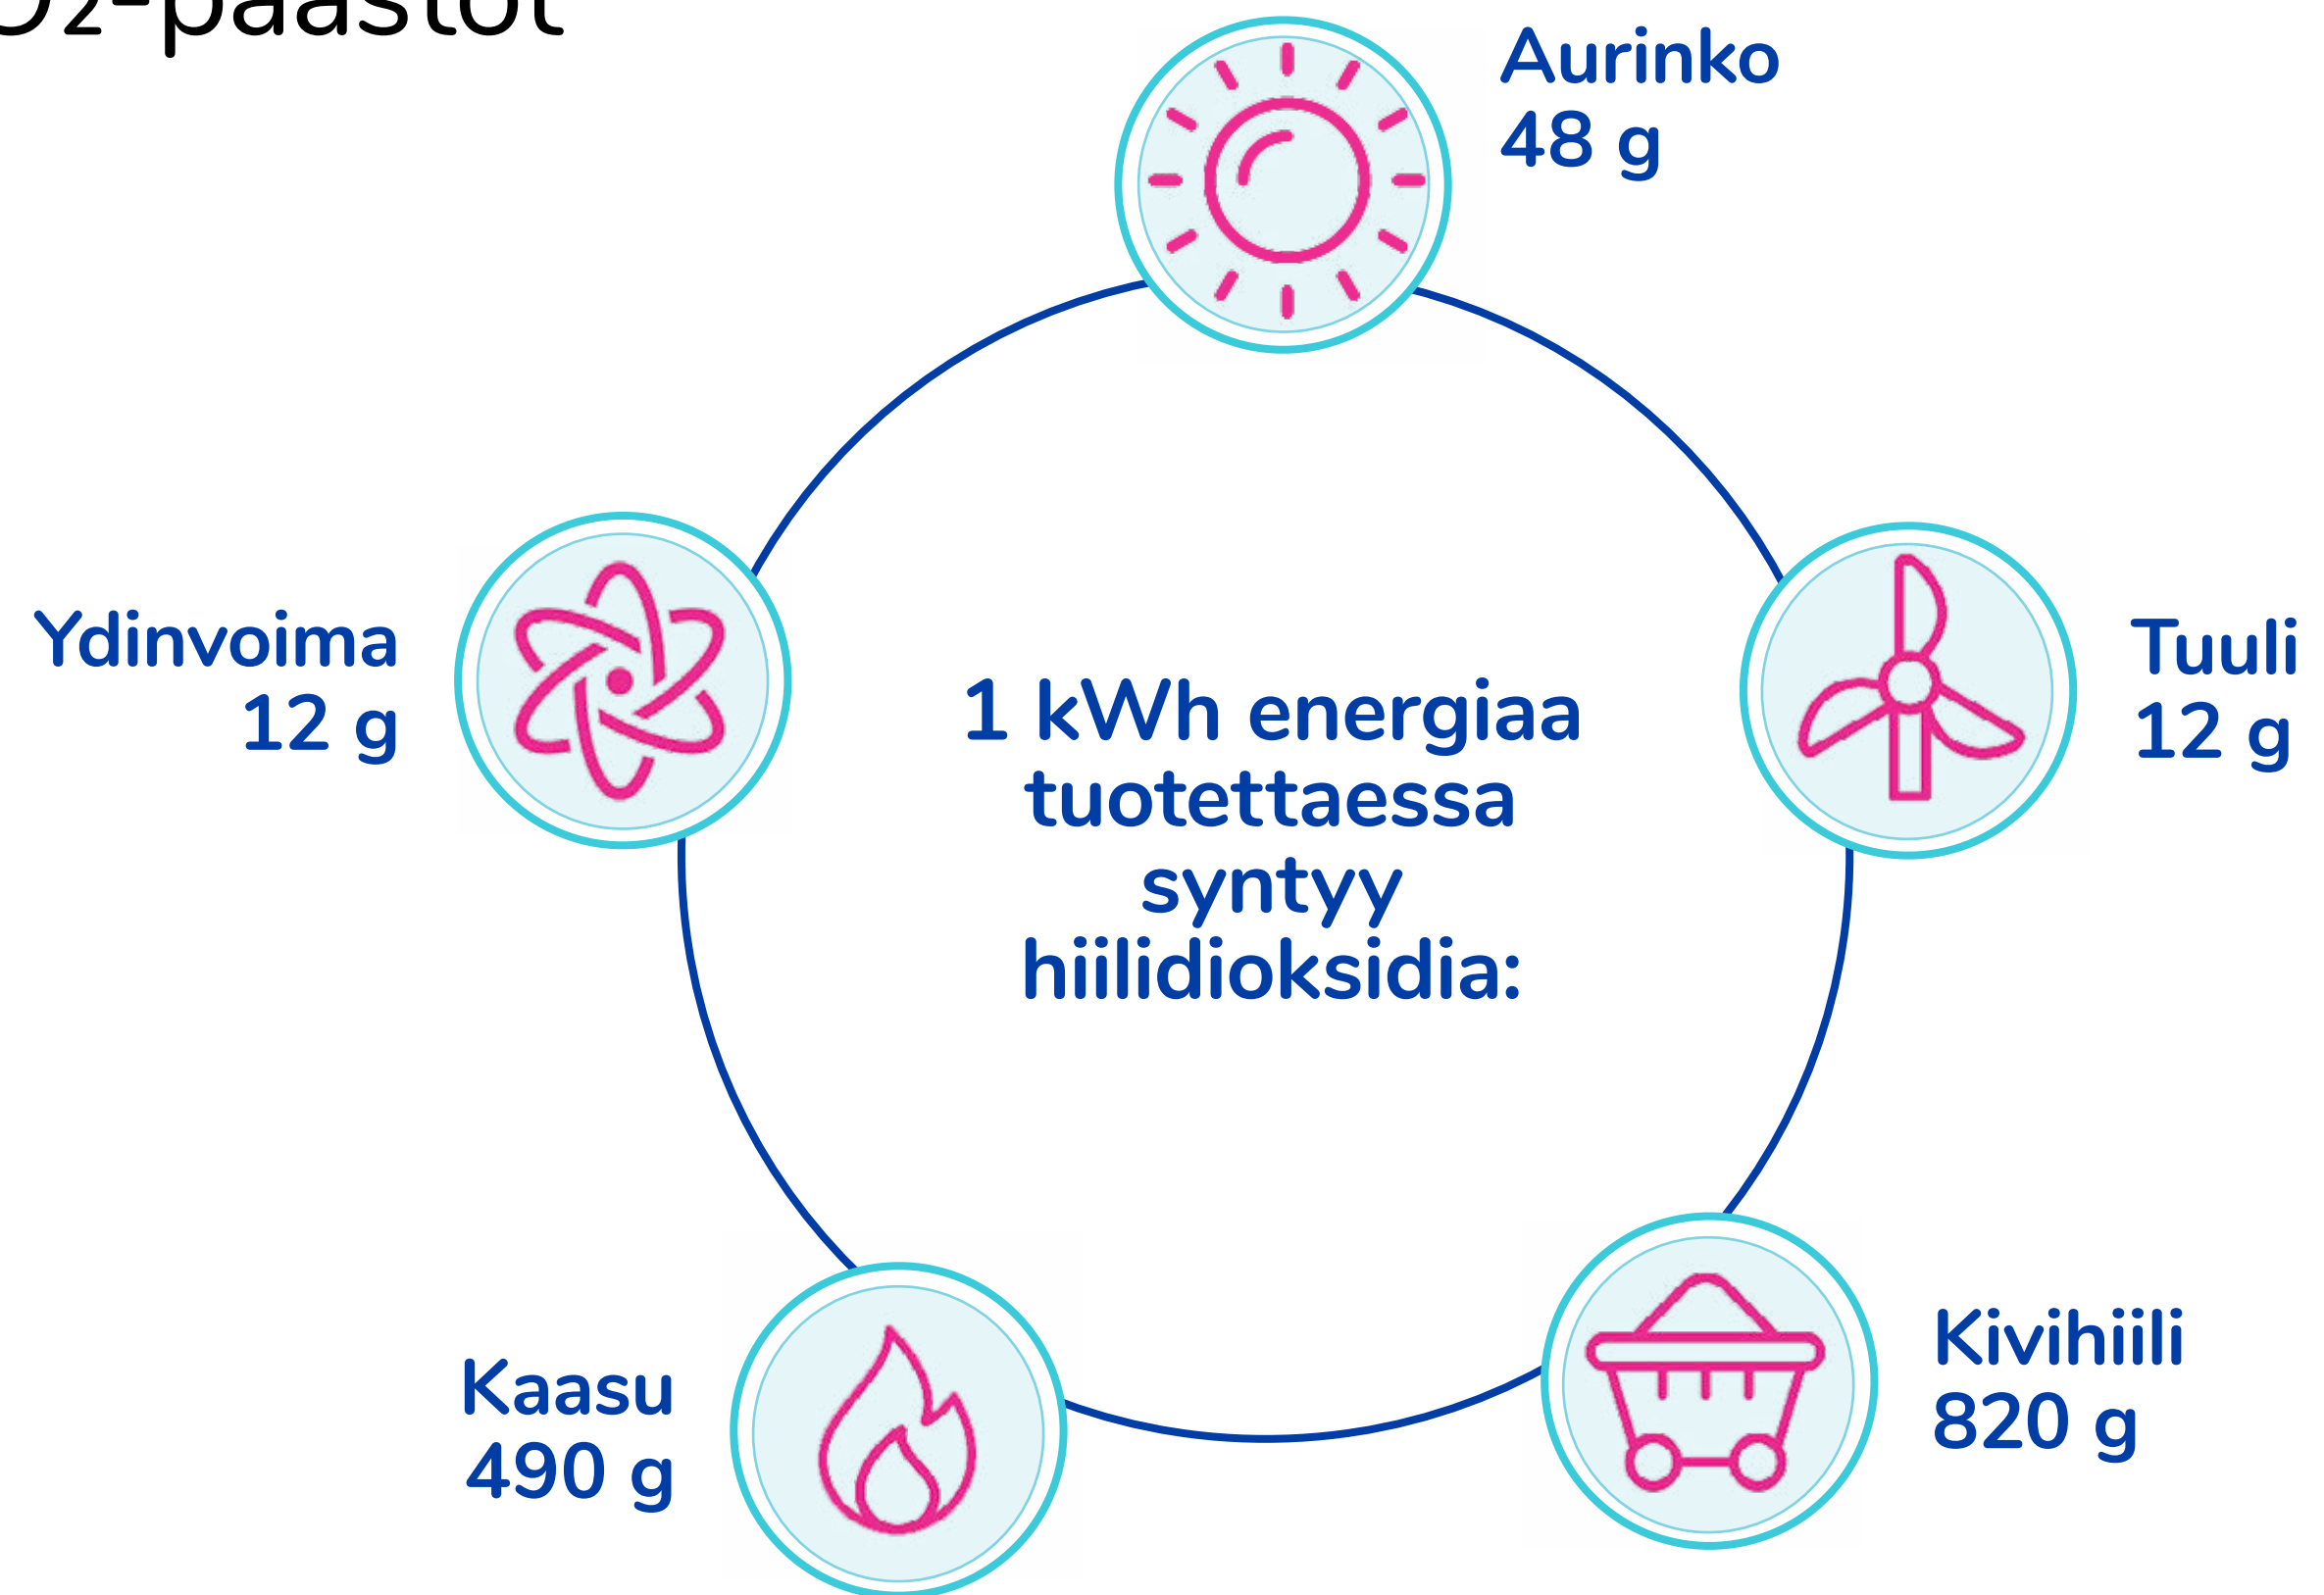 Aurinko
48 g
Ydinvoima
12 g
Tuuli
12 g
1 kWh energiaa
tuotettaessa
syntyy
hiilidioksidia:
Kaasu
490 g
Kivihiili
820 g